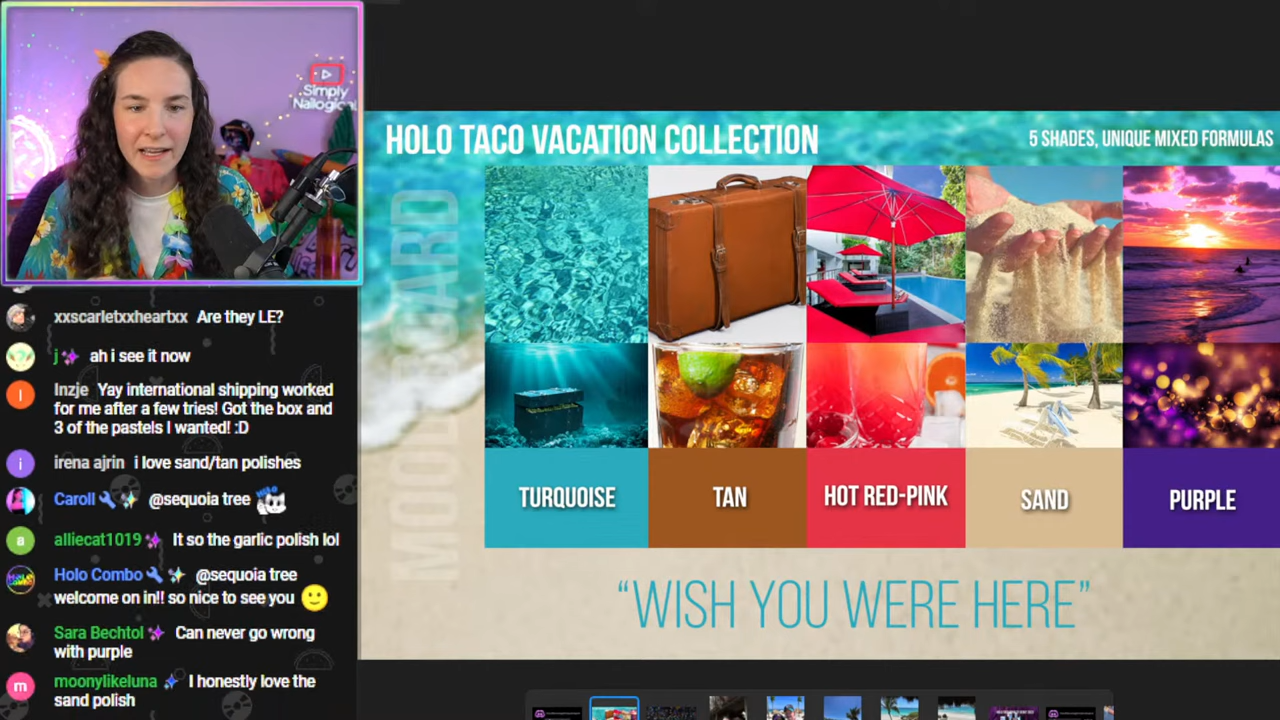 Simply
Nailogical
HOLO TACO VACATION COLLECTION
5 SHADES, UNIQUE MIXED FORMULAS
MOODBOARD
TURQUOISE
TAN
HOT RED-PINK
SAND
PURPLE
“WISH YOU WERE HERE”
xxscarletxxheartxx Are they LE?
j ah i see it now
Inzje Yay international shipping worked
for me after a few tries! Got the box and
3 of the pastels I wanted! :D
irena ajrin i love sand/tan polishes
Caroll @sequoia tree
alliecat1019 It so the garlic polish lol
Holo Combo @sequoia tree
welcome on in!! so nice to see you
Sara Bechtol Can never go wrong
with purple
moonylikeluna I honestly love the
sand polish